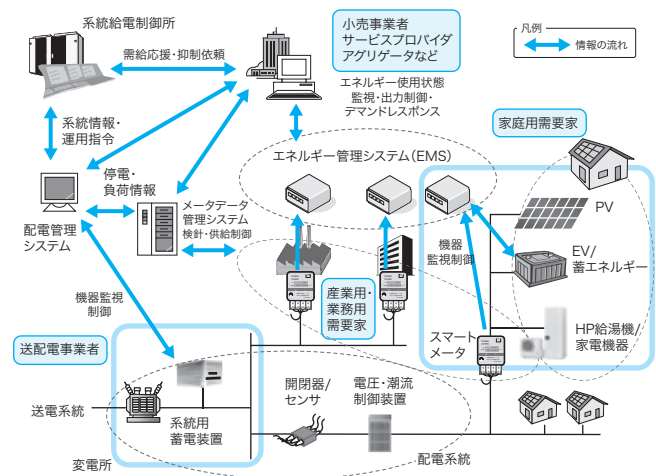 系統給電制御所
需給応援・抑制依頼
小売事業者
サービスプロバイダ
アグリゲータなど
凡例
情報の流れ
エネルギー使用状態
監視・出力制御・
デマンドレスポンス
系統情報・
運用指令
家庭用需要家
エネルギー管理システム(EMS)
停電・
負荷情報
メータデータ
管理システム
検針・供給制御
配電管理
システム
PV
機器
監視制御
EV/
蓄エネルギー
機器監視
制御
産業用・
業務用
需要家
スマート
メータ
HP給湯機/
家電機器
送配電事業者
開閉器/
センサ
電圧・潮流
制御装置
送電系統
系統用
蓄電装置
変電所
配電系統